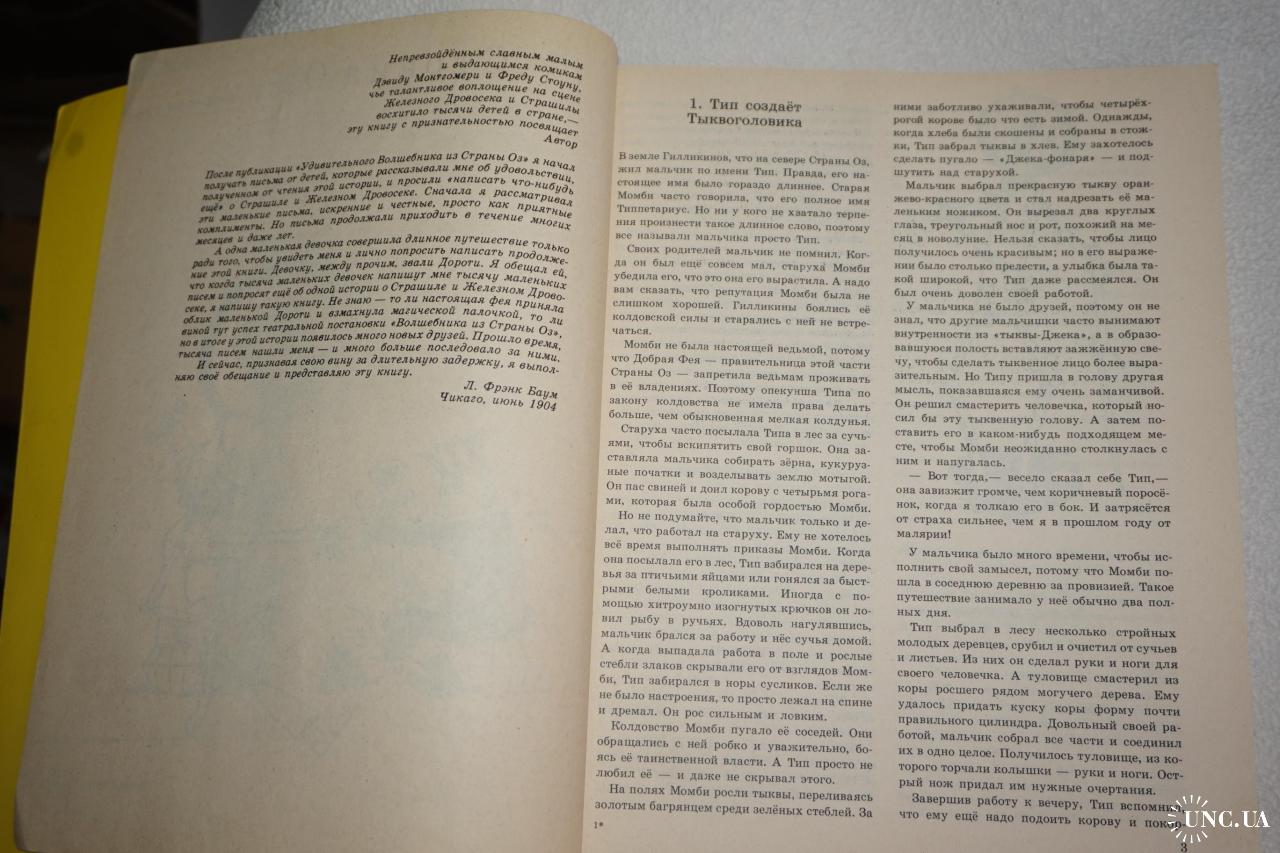 Непревзойдённым славным малым
и выдающимся комикам
Дэвиду Монтгомери и Фреду Стоуну,
чье талантливое воплощение на сцене
Железного Дровосека и Страшилы
восхитило тысячи детей в стране,—
эту книгу с признательностью посвящает
Автор
После публикации «Удивительного Волшебника из Страны Оз» я начал
получать письма от детей, которые рассказывали мне об удовольствии,
полученном от чтения этой истории, и просили «написать что-нибудь
ещё» о Страшиле и Железном Дровосеке. Сначала я рассматривал
эти маленькие письма, искренние и честные, просто как приятные
комплименты. Но письма продолжали приходить в течение многих
месяцев и даже лет.
А одна маленькая девочка совершила длинное путешествие только
ради того, чтобы увидеть меня и лично попросить написать продолже-
ние этой книги. Девочку, между прочим, звали Дороти. Я обещал ей,
что когда тысяча маленьких девочек напишут мне тысячу маленьких
писем и попросят ещё об одной истории о Страшиле и Железном Дрово-
секе, я напишу такую книгу. Не знаю — то ли настоящая фея приняла
облик маленькой Дороти и взмахнула магической палочкой, то ли
виной тут успех театральной постановки «Волшебника из Страны Оз»,
но в итоге у этой истории появилось много новых друзей. Прошло время,
тысяча писем нашли меня — и много больше последовало за ними.
И сейчас, признавая свою вину за длительную задержку, я выпол-
няю своё обещание и представляю эту книгу.
Л. Фрэнк Баум
Чикаго, июнь 1904
1. Тип создаёт
Тыквоголовика
В земле Гилликинов, что на севере Страны Оз,
жил мальчик по имени Тип. Правда, его на-
стоящее имя было гораздо длиннее. Старая
Момби часто говорила, что его полное имя
Типпетариус. Но ни у кого не хватало терпе-
ния произнести такое длинное слово, поэтому
все называли мальчика просто Тип.
Своих родителей мальчик не помнил. Ког-
да он был ещё совсем мал, старуха Момби
убедила его, что это она его вырастила. А надо
вам сказать, что репутация Момби была не
слишком хорошей. Гилликины боялись её
колдовской силы и старались с ней не встре-
чаться.
Момби не была настоящей ведьмой, потому
что Добрая Фея — правительница этой части
Страны Оз — запретила ведьмам проживать
в её владениях. Поэтому опекунша Типа по
закону колдовства не имела права делать
больше, чем обыкновенная мелкая колдунья.
Старуха часто посылала Типа в лес за сучь-
ями, чтобы вскипятить свой горшок. Она за-
ставляла мальчика собирать зёрна, кукуруз-
ные початки и возделывать землю мотыгой.
Он пас свиней и доил корову с четырьмя рога-
ми, которая была особой гордостью Момби.
Но не подумайте, что мальчик только и де-
лал, что работал на старуху. Ему не хотелось
всё время выполнять приказы Момби. Когда
она посылала его в лес, Тип взбирался на дере-
вья за птичьими яйцами или гонялся за быст-
рыми белыми кроликами. Иногда с по-
мощью хитроумно изогнутых крючков он ло-
вил рыбу в ручьях. Вдоволь нагулявшись,
мальчик брался за работу и нёс сучья домой.
А когда выпадала работа в поле и рослые
стебли злаков скрывали его от взглядов Мом-
би, Тип забирался в норы сусликов. Если же
не было настроения, то просто лежал на спине
и дремал. Он рос сильным и ловким.
Колдовство Момби пугало её соседей. Они
обращались с ней робко и уважительно, бо-
ясь её таинственной власти. А Тип просто не
любил её — и даже не скрывал этого.
На полях Момби росли тыквы, переливаясь
золотым багрянцем среди зелёных стеблей. За
1*
ними заботливо ухаживали, чтобы четырёх-
рогой корове было что есть зимой. Однажды,
когда хлеба были скошены и собраны в стож-
ки, Тип забрал тыквы в хлев. Ему захотелось
сделать пугало — «Джека-фонаря» — и под-
шутить над старухой.
Мальчик выбрал прекрасную тыкву оран-
жево-красного цвета и стал надрезать её ма-
леньким ножиком. Он вырезал два круглых
глаза, треугольный нос и рот, похожий на ме-
сяц в новолуние. Нельзя сказать, чтобы лицо
получилось очень красивым; но в его выраже-
нии было столько прелести, а улыбка была та-
кой широкой, что Тип даже рассмеялся. Он
был очень доволен своей работой.
У мальчика не было друзей, поэтому он не
знал, что другие мальчишки часто вынимают
внутренности из «тыквы-Джека», а в образо-
вавшуюся полость вставляют зажжённую све-
чу, чтобы сделать тыквенное лицо более выра-
зительным. Но Типу пришла в голову другая
мысль, показавшаяся ему очень заманчивой.
Он решил смастерить человечка, который но-
сил бы эту тыквенную голову. А затем по-
ставить его в каком-нибудь подходящем ме-
сте, чтобы Момби неожиданно столкнулась с
ним и напугалась.
— Вот тогда,— весело сказал себе Тип,—
она завизжит громче, чем коричневый поросё-
нок, когда я толкаю его в бок. И затрясётся
от страха сильнее, чем я в прошлом году от
малярии!
У мальчика было много времени, чтобы ис-
полнить свой замысел, потому что Момби по-
шла в соседнюю деревню за провизией. Такое
путешествие занимало у неё обычно два пол-
ных дня.
Тип выбрал в лесу несколько стройных
молодых деревцев, срубил и очистил от сучьев
и листьев. Из них он сделал руки и ноги для
своего человечка. А туловище смастерил из
коры росшего рядом могучего дерева. Ему
удалось придать куску коры форму почти
правильного цилиндра. Довольный своей ра-
ботой, мальчик собрал все части и соединил
их в одно целое. Получилось туловище, из ко-
торого торчали колышки — руки и ноги. Ост-
рый нож придал им нужные очертания.
Завершив работу к вечеру, Тип вспомнил,
что ему ещё надо подоить корову и покор-
3
UNC.UA